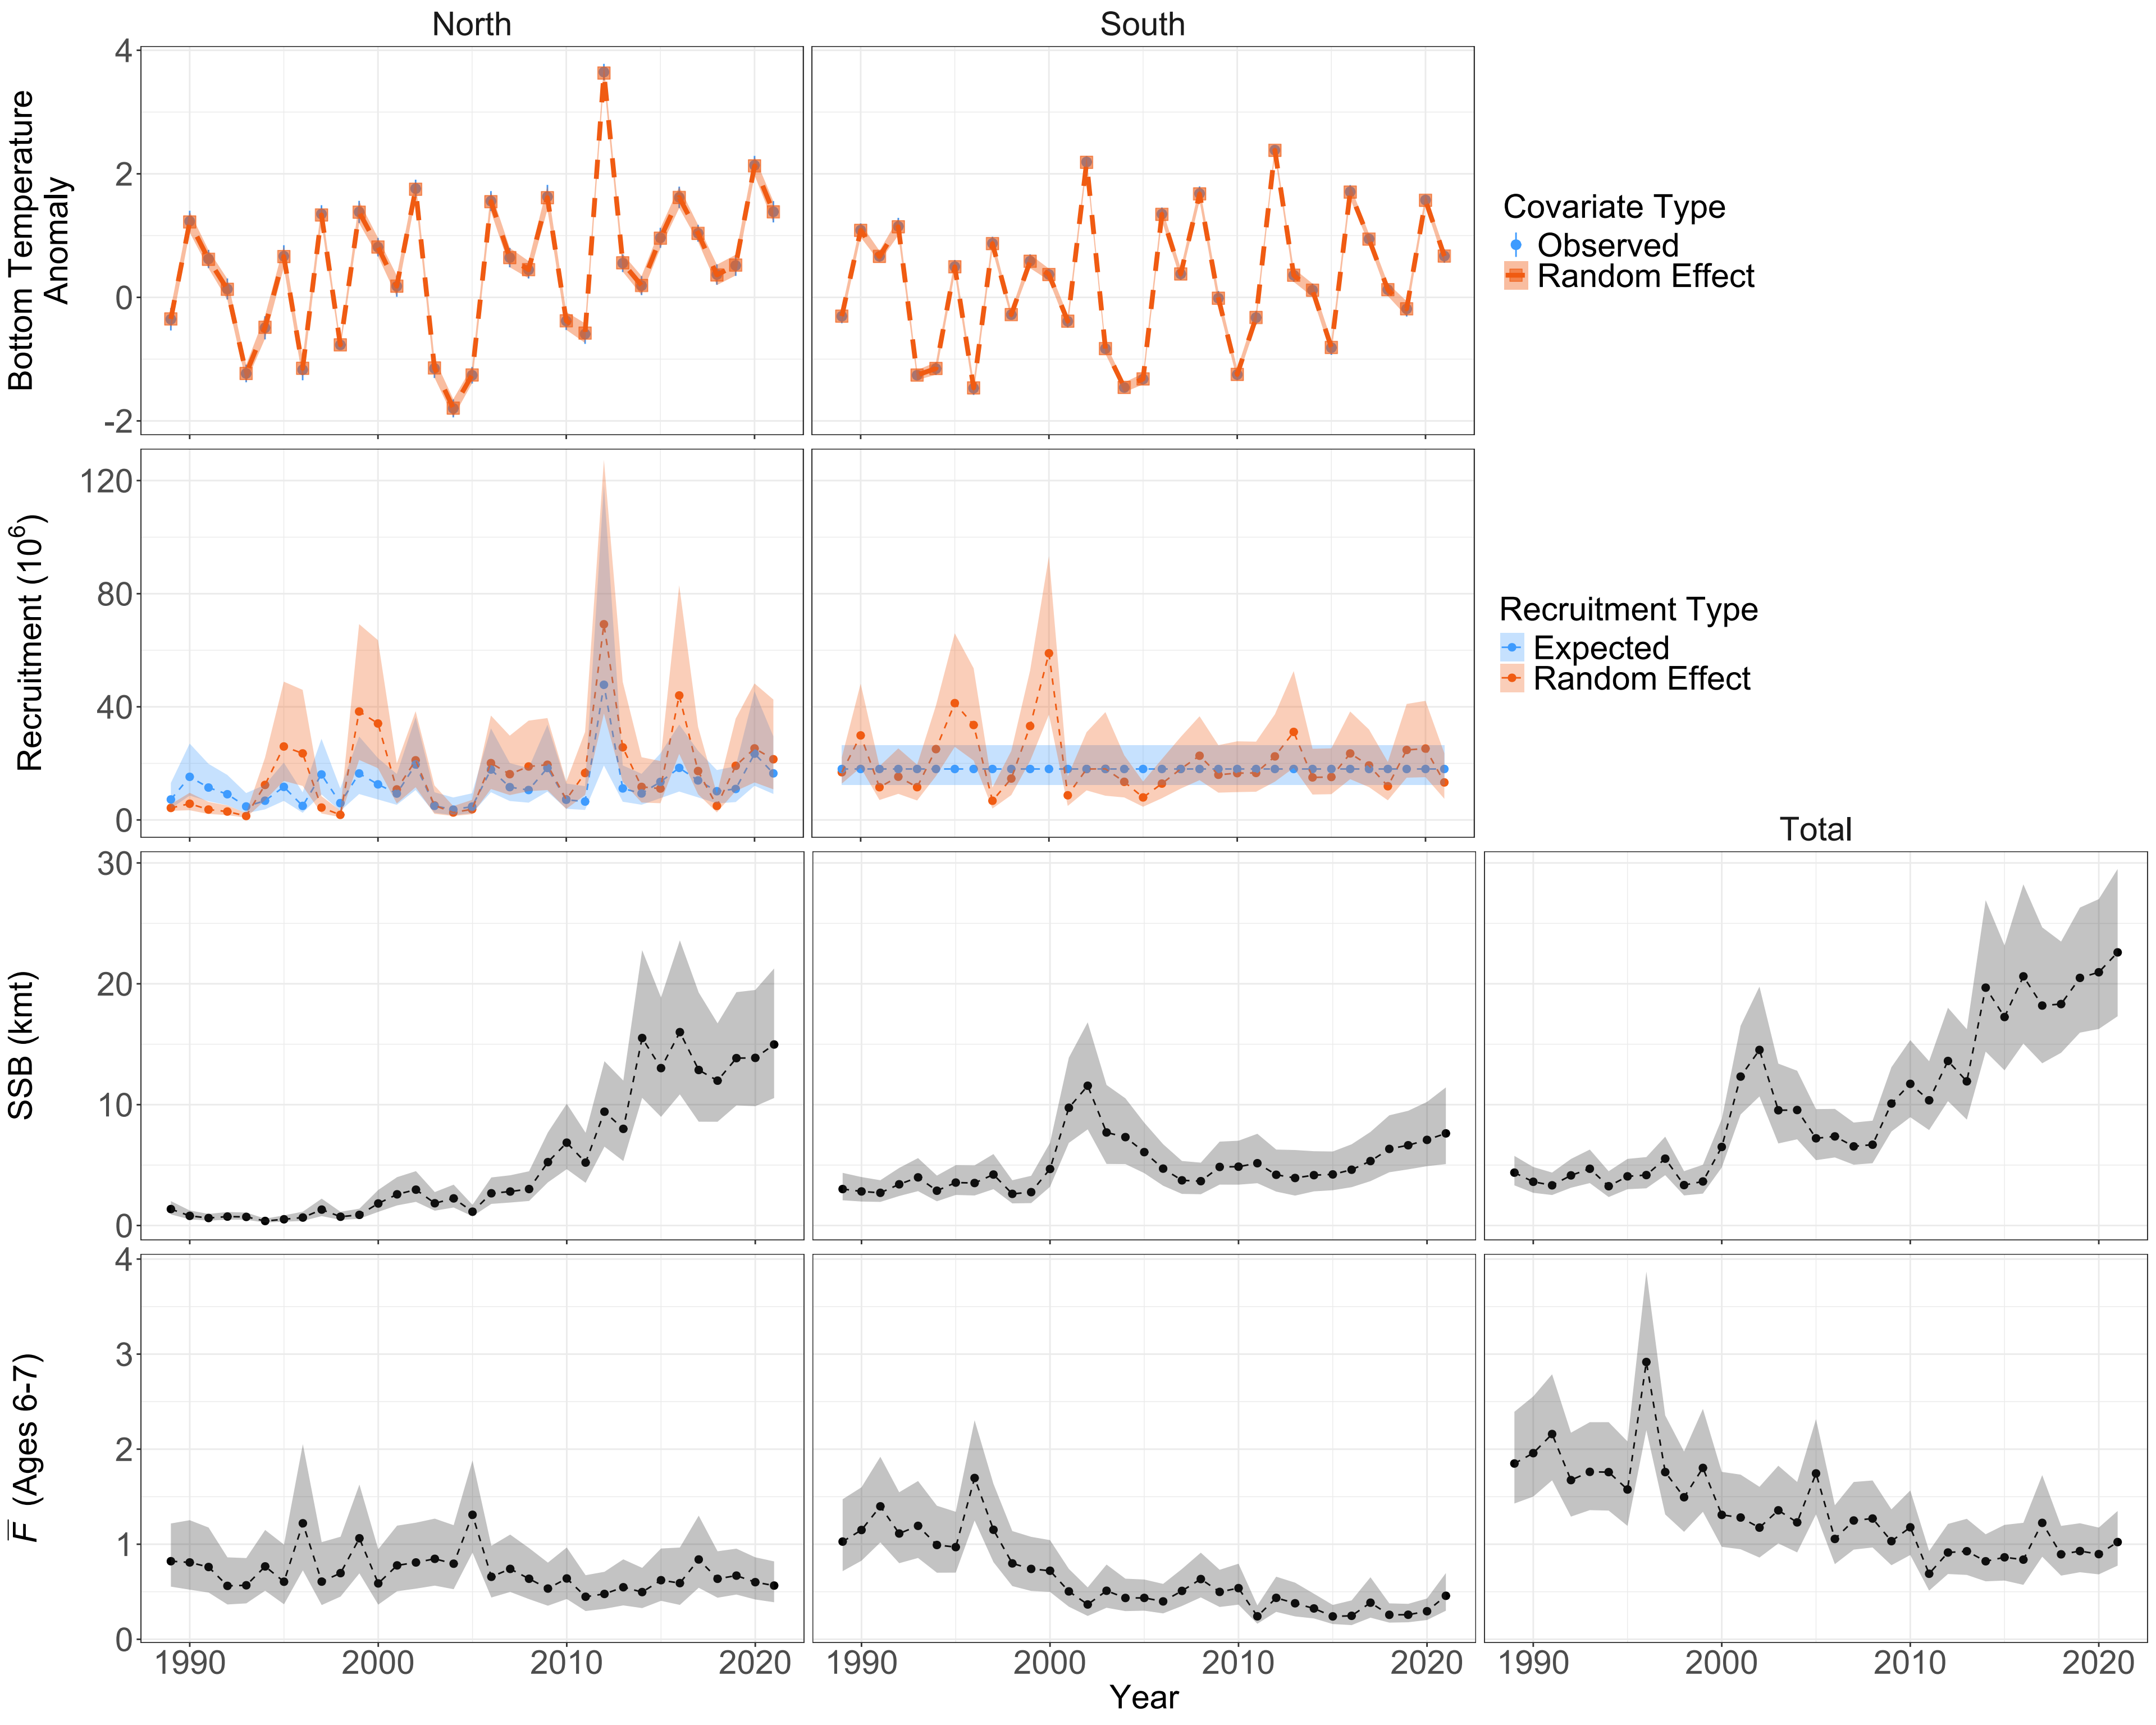 North
South
4
2
0
-2
Bottom Temperature
Anomaly
Covariate Type
Observed
Random Effect
120
80
40
0
Recruitment (10⁶)
Recruitment Type
Expected
Random Effect
Total
30
20
10
0
SSB (kmt)
4
3
2
1
0
F̅ (Ages 6-7)
1990
2000
2010
2020
1990
2000
2010
2020
1990
2000
2010
2020
Year